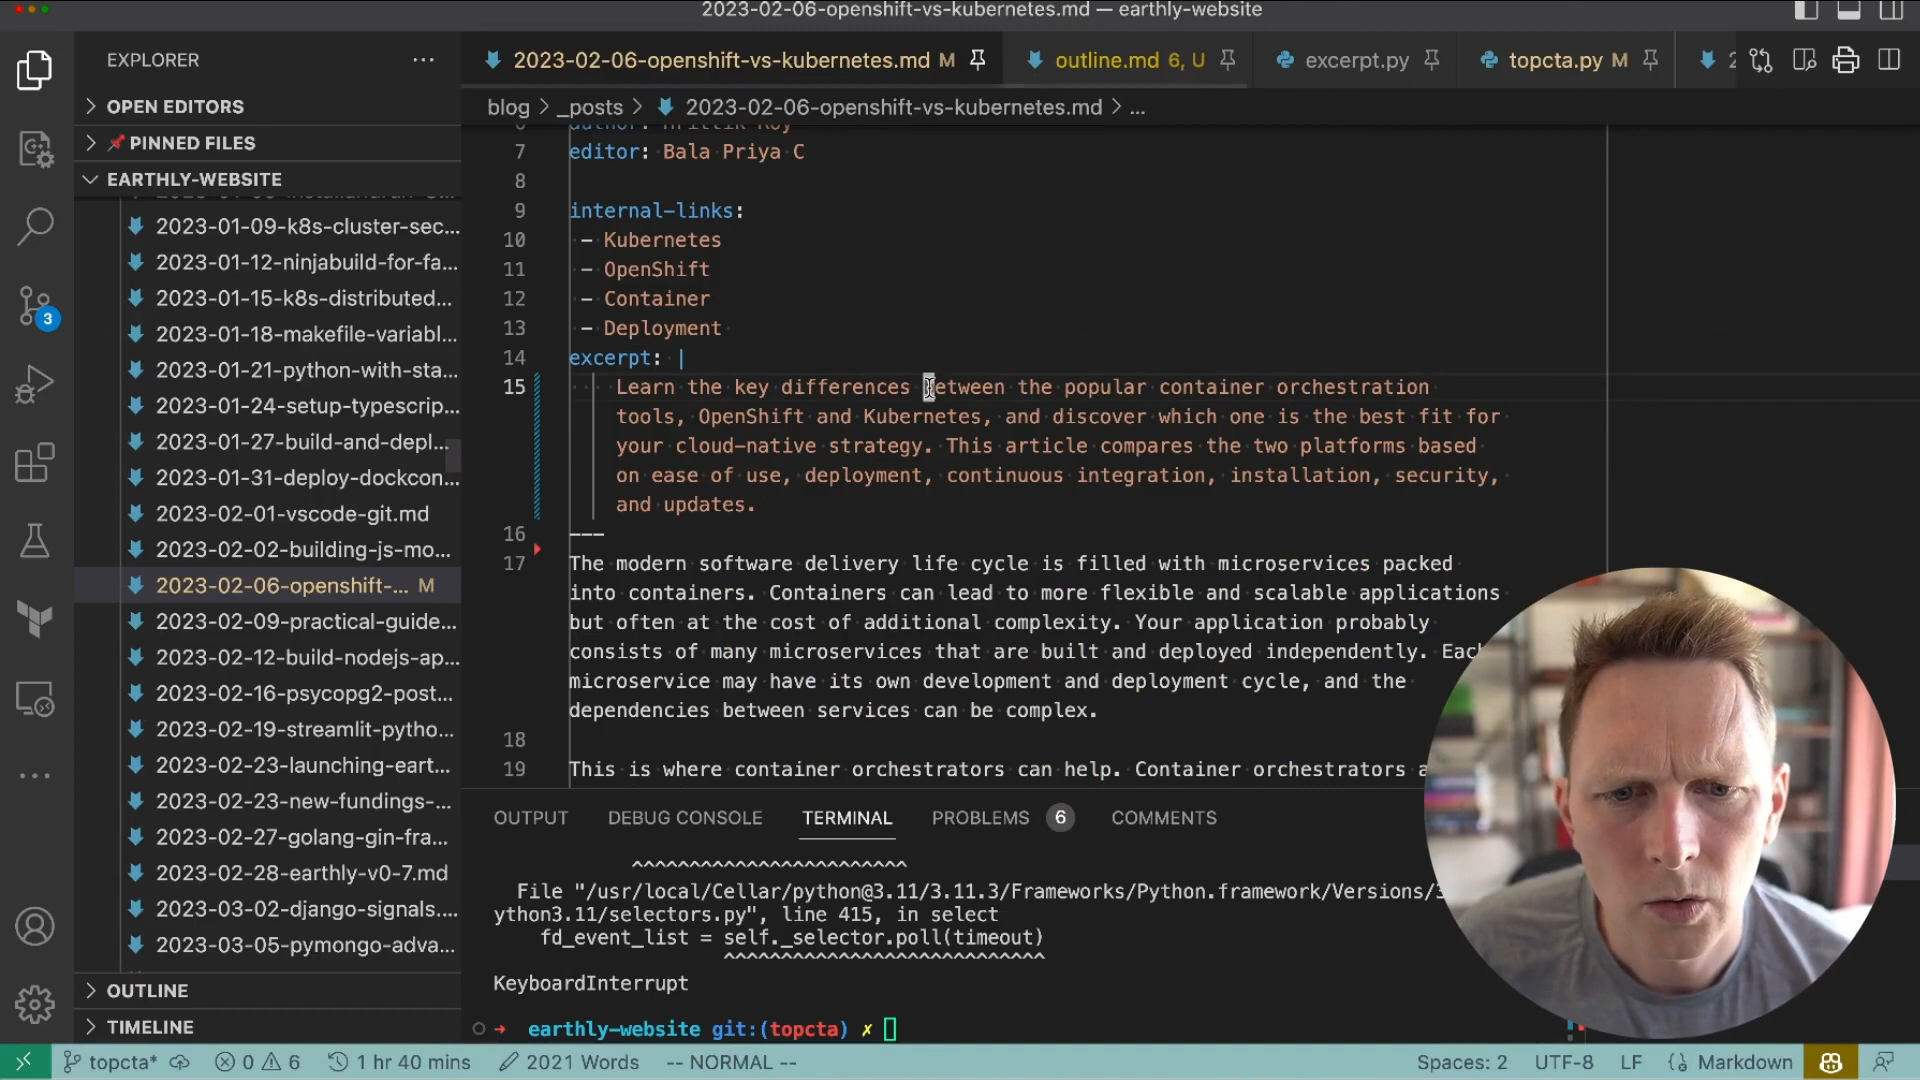 2023-02-06-openshift-vs-kubernetes.md — earthly-website
EXPLORER
OPEN EDITORS
PINNED FILES
EARTHLY-WEBSITE
2023-01-09-k8s-cluster-sec...
2023-01-12-ninjabuild-for-fa...
2023-01-15-k8s-distributed...
2023-01-18-makefile-variabl...
2023-01-21-python-with-sta...
2023-01-24-setup-typescrip...
2023-01-27-build-and-depl...
2023-01-31-deploy-dockcon...
2023-02-01-vscode-git.md
2023-02-02-building-js-mo...
2023-02-06-openshift-... M
2023-02-09-practical-guide...
2023-02-12-build-nodejs-ap...
2023-02-16-psycopg2-post...
2023-02-19-streamlit-pytho...
2023-02-23-launching-eart...
2023-02-23-new-fundings-...
2023-02-27-golang-gin-fra...
2023-02-28-earthly-v0-7.md
2023-03-02-django-signals....
2023-03-05-pymongo-adva...
OUTLINE
TIMELINE
3
2023-02-06-openshift-vs-kubernetes.md M
outline.md 6, U
excerpt.py
topcta.py M
2
blog > _posts > 2023-02-06-openshift-vs-kubernetes.md > ...
7 editor: Bala Priya C
8
9 internal-links:
10 - Kubernetes
11 - OpenShift
12 - Container
13 - Deployment
14 excerpt: |
15 Learn the key differences between the popular container orchestration
tools, OpenShift and Kubernetes, and discover which one is the best fit for
your cloud-native strategy. This article compares the two platforms based
on ease of use, deployment, continuous integration, installation, security,
and updates.
16 ---
17 The modern software delivery life cycle is filled with microservices packed
into containers. Containers can lead to more flexible and scalable applications
but often at the cost of additional complexity. Your application probably
consists of many microservices that are built and deployed independently. Each
microservice may have its own development and deployment cycle, and the
dependencies between services can be complex.
18
19 This is where container orchestrators can help. Container orchestrators a
OUTPUT DEBUG CONSOLE TERMINAL PROBLEMS 6 COMMENTS
^^^^^^^^^^^^^^^^^^^^^^^^
File "/usr/local/Cellar/python@3.11/3.11.3/Frameworks/Python.framework/Versions/3
ython3.11/selectors.py", line 415, in select
fd_event_list = self._selector.poll(timeout)
^^^^^^^^^^^^^^^^^^^^^^^^^^^^
KeyboardInterrupt
→ earthly-website git:(topcta) ✗
topcta* 0 6 1 hr 40 mins 2021 Words -- NORMAL -- Spaces: 2 UTF-8 LF Markdown